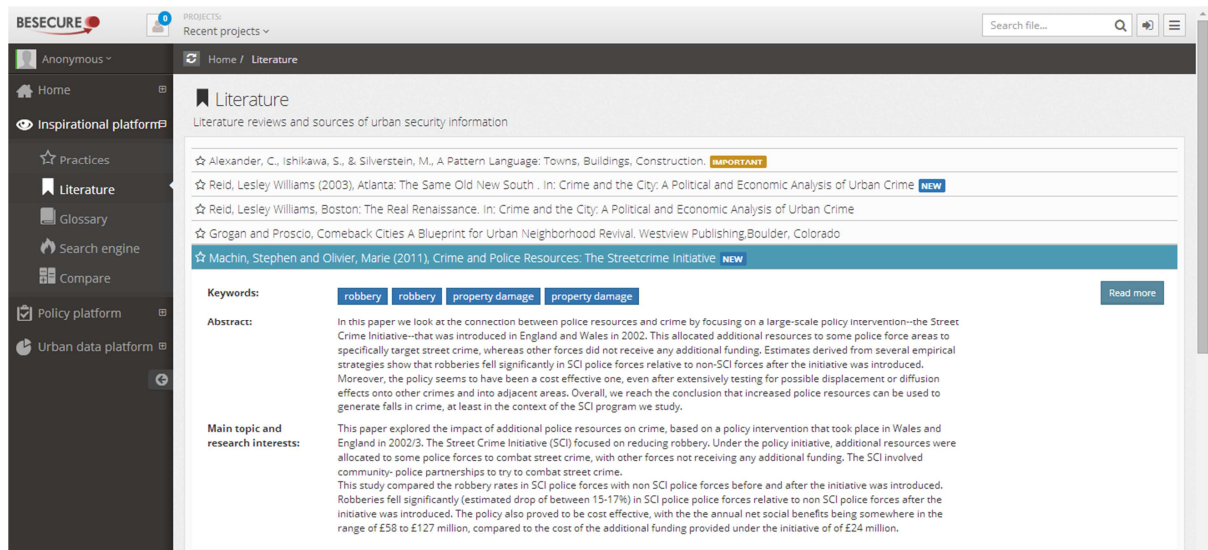 BESECURE
0
PROJECTS:
Recent projects
Search file...
Anonymous
Home / Literature
Home
Inspirational platform
Practices
Literature
Glossary
Search engine
Compare
Policy platform
Urban data platform
Literature
Literature reviews and sources of urban security information
Alexander, C., Ishikawa, S., & Silverstein, M., A Pattern Language: Towns, Buildings, Construction. IMPORTANT
Reid, Lesley Williams (2003), Atlanta: The Same Old New South . In: Crime and the City: A Political and Economic Analysis of Urban Crime NEW
Reid, Lesley Williams, Boston: The Real Renaissance. In: Crime and the City: A Political and Economic Analysis of Urban Crime
Grogan and Proscio, Comeback Cities A Blueprint for Urban Neighborhood Revival. Westview Publishing,Boulder, Colorado
Machin, Stephen and Olivier, Marie (2011), Crime and Police Resources: The Streetcrime Initiative NEW
Keywords: robbery robbery property damage property damage Read more
Abstract:
In this paper we look at the connection between police resources and crime by focusing on a large-scale policy intervention--the Street
Crime Initiative--that was introduced in England and Wales in 2002. This allocated additional resources to some police force areas to
specifically target street crime, whereas other forces did not receive any additional funding. Estimates derived from several empirical
strategies show that robberies fell significantly in SCI police forces relative to non-SCI forces after the initiative was introduced.
Moreover, the policy seems to have been a cost effective one, even after extensively testing for possible displacement or diffusion
effects onto other crimes and into adjacent areas. Overall, we reach the conclusion that increased police resources can be used to
generate falls in crime, at least in the context of the SCI program we study.
Main topic and
research interests:
This paper explored the impact of additional police resources on crime, based on a policy intervention that took place in Wales and
England in 2002/3. The Street Crime Initiative (SCI) focused on reducing robbery. Under the policy initiative, additional resources were
allocated to some police forces to combat street crime, with other forces not receiving any additional funding. The SCI involved
community- police partnerships to try to combat street crime.
This study compared the robbery rates in SCI police forces with non SCI police forces before and after the initiative was introduced.
Robberies fell significantly (estimated drop of between 15-17%) in SCI police police forces relative to non SCI police forces after the
initiative was introduced. The policy also proved to be cost effective, with the the annual net social benefits being somewhere in the
range of £58 to £127 million, compared to the cost of the additional funding provided under the initiative of of £24 million.